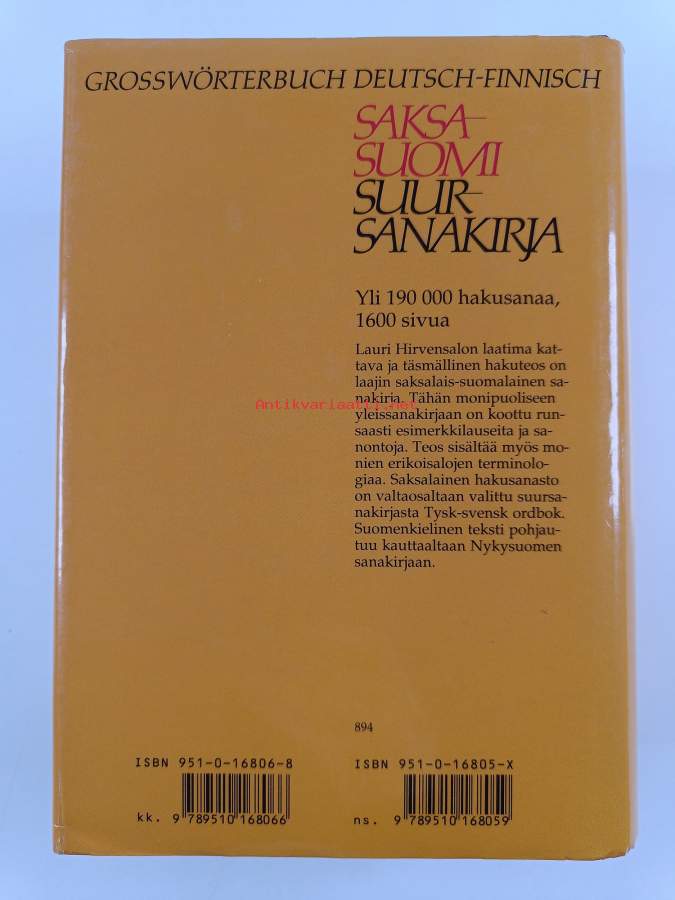 GROSSWÖRTERBUCH DEUTSCH-FINNISCH
SAKSA-
SUOMI
SUUR-
SANAKIRJA
Yli 190 000 hakusanaa,
1600 sivua
Lauri Hirvensalon laatima kat-
tava ja täsmällinen hakuteos on
laajin saksalais-suomalainen sa-
nakirja. Tähän monipuoliseen
yleissanakirjaan on koottu run-
saasti esimerkkilauseita ja sa-
nontoja. Teos sisältää myös mo-
nien erikoisalojen terminolo-
giaa. Saksalainen hakusanasto
on valtaosaltaan valittu suursa-
nakirjasta Tysk-svensk ordbok.
Suomenkielinen teksti pohjau-
tuu kauttaaltaan Nykysuomen
sanakirjaan.
Antikvariaatti.net
894
ISBN 951-0-16806-8
kk. 9 789510 168066
ISBN 951-0-16805-X
ns. 9 789510 168059